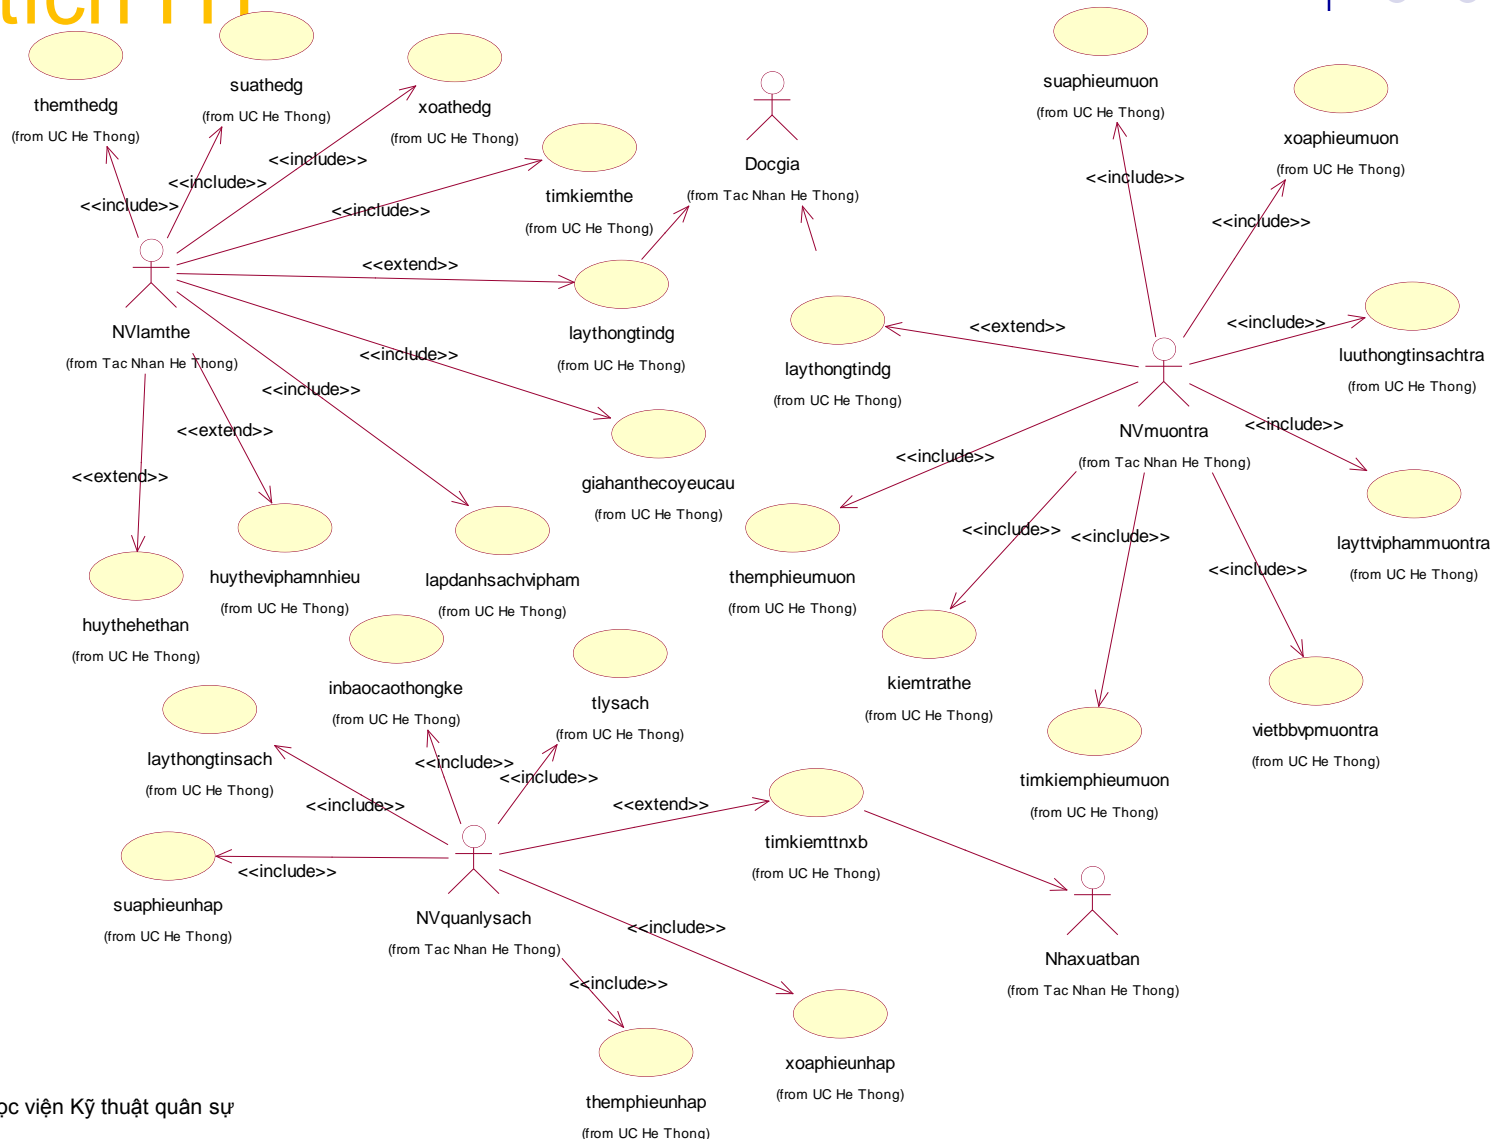 themthedg
(from UC He Thong)
suathedg
(from UC He Thong)
xoathedg
(from UC He Thong)
timkiemthe
(from UC He Thong)
Docgia
(from Tac Nhan He Thong)
suaphieumuon
(from UC He Thong)
xoaphieumuon
(from UC He Thong)
<<include>>
<<include>>
<<include>>
<<include>>
<<extend>>
<<include>>
<<include>>
<<extend>>
<<extend>>
NVlamthe
(from Tac Nhan He Thong)
laythongtindg
(from UC He Thong)
giahanthecoyeucau
(from UC He Thong)
lapdanhsachvipham
(from UC He Thong)
huytheviphamnhieu
(from UC He Thong)
huythehethan
(from UC He Thong)
<<include>>
<<include>>
<<extend>>
<<include>>
<<include>>
<<include>>
<<include>>
<<include>>
<<include>>
laythongtindg
(from UC He Thong)
NVmuontra
(from Tac Nhan He Thong)
luuthongtinsachtra
(from UC He Thong)
layttviphammuontra
(from UC He Thong)
themphieumuon
(from UC He Thong)
kiemtrathe
(from UC He Thong)
timkiemphieumuon
(from UC He Thong)
vietbbvpmuontra
(from UC He Thong)
inbaocaothongke
(from UC He Thong)
tlysach
(from UC He Thong)
laythongtinsach
(from UC He Thong)
<<include>>
<<include>>
<<include>>
<<extend>>
<<include>>
<<include>>
<<include>>
timkiemttnxb
(from UC He Thong)
suaphieunhap
(from UC He Thong)
NVquanlysach
(from Tac Nhan He Thong)
Nhaxuatban
(from Tac Nhan He Thong)
xoaphieunhap
(from UC He Thong)
themphieunhap
(from UC He Thong)
ọc viện Kỹ thuật quân sự